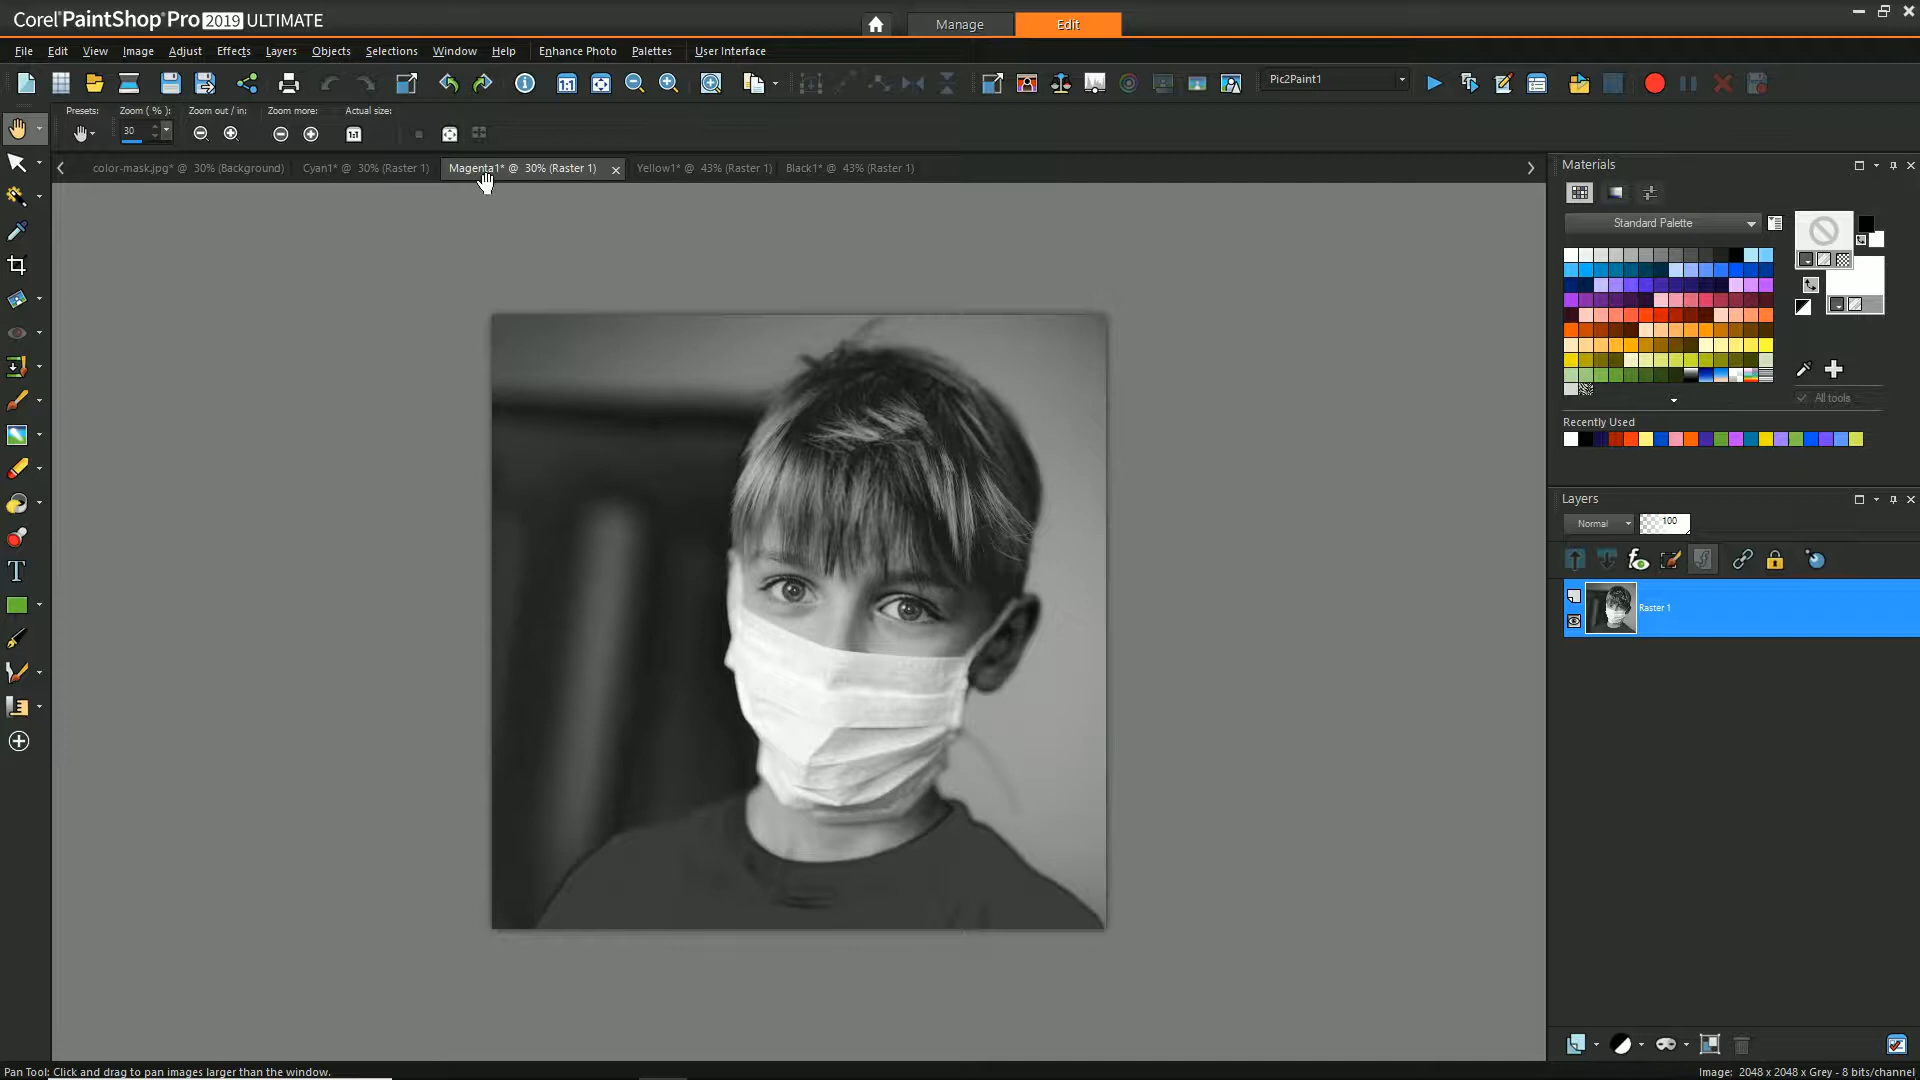 Corel PaintShop Pro 2019 ULTIMATE
Manage
Edit
File Edit View Image Adjust Effects Layers Objects Selections Window Help Enhance Photo Palettes User Interface
Pic2Paint1
Presets: Zoom ( % ): Zoom out / in: Zoom more: Actual size:
30
color-mask.jpg* @ 30% (Background)
Cyan1* @ 30% (Raster 1)
Magenta1* @ 30% (Raster 1)
Yellow1* @ 43% (Raster 1)
Black1* @ 43% (Raster 1)
Materials
Standard Palette
All tools
Recently Used
Layers
Normal
100
Raster 1
Pan Tool: Click and drag to pan images larger than the window.
Image: 2048 x 2048 x Grey - 8 bits/channel